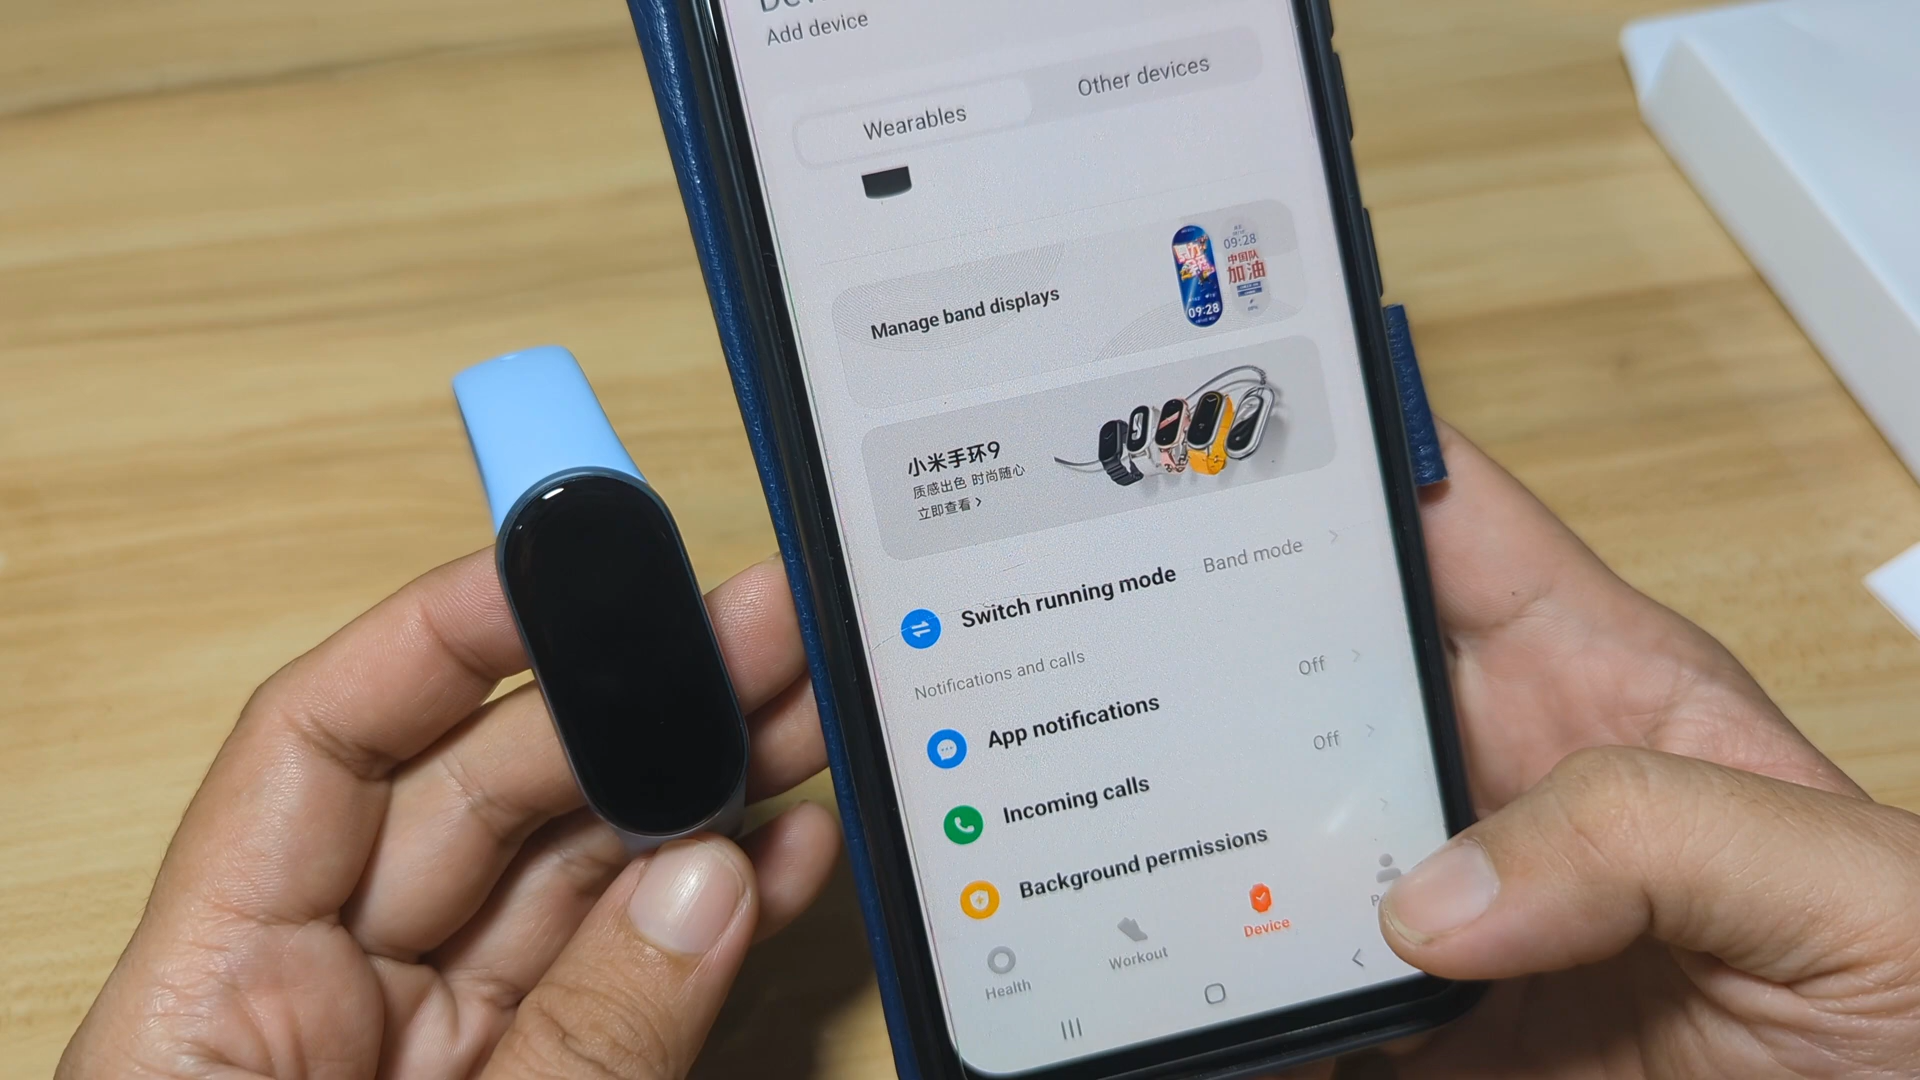 Add device
Wearables
Other devices
Manage band displays
09:28
09:28
中国队
加油
小米手环9
质感出色 时尚随心
立即查看 >
Switch running mode
Band mode
Notifications and calls
App notifications
Off
Incoming calls
Off
Background permissions
Health
Workout
Device